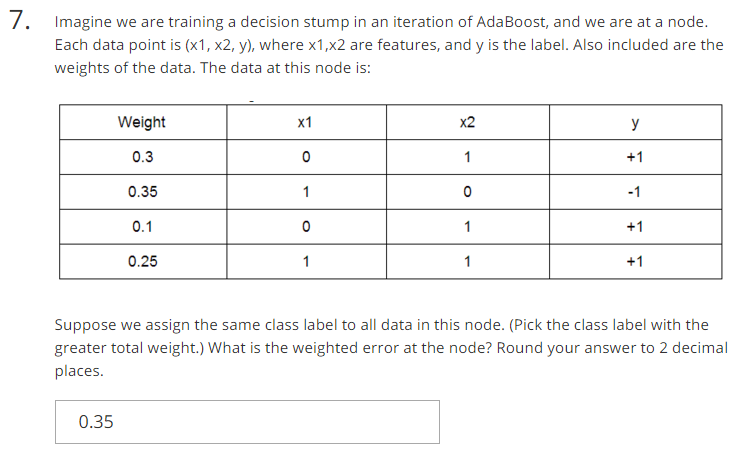 7. Imagine we are training a decision stump in an iteration of AdaBoost, and we are at a node.
Each data point is (x1, x2, y), where x1,x2 are features, and y is the label. Also included are the
weights of the data. The data at this node is:
Weight x1 x2 y
0.3 0 1 +1
0.35 1 0 -1
0.1 0 1 +1
0.25 1 1 +1
Suppose we assign the same class label to all data in this node. (Pick the class label with the
greater total weight.) What is the weighted error at the node? Round your answer to 2 decimal
places.
0.35